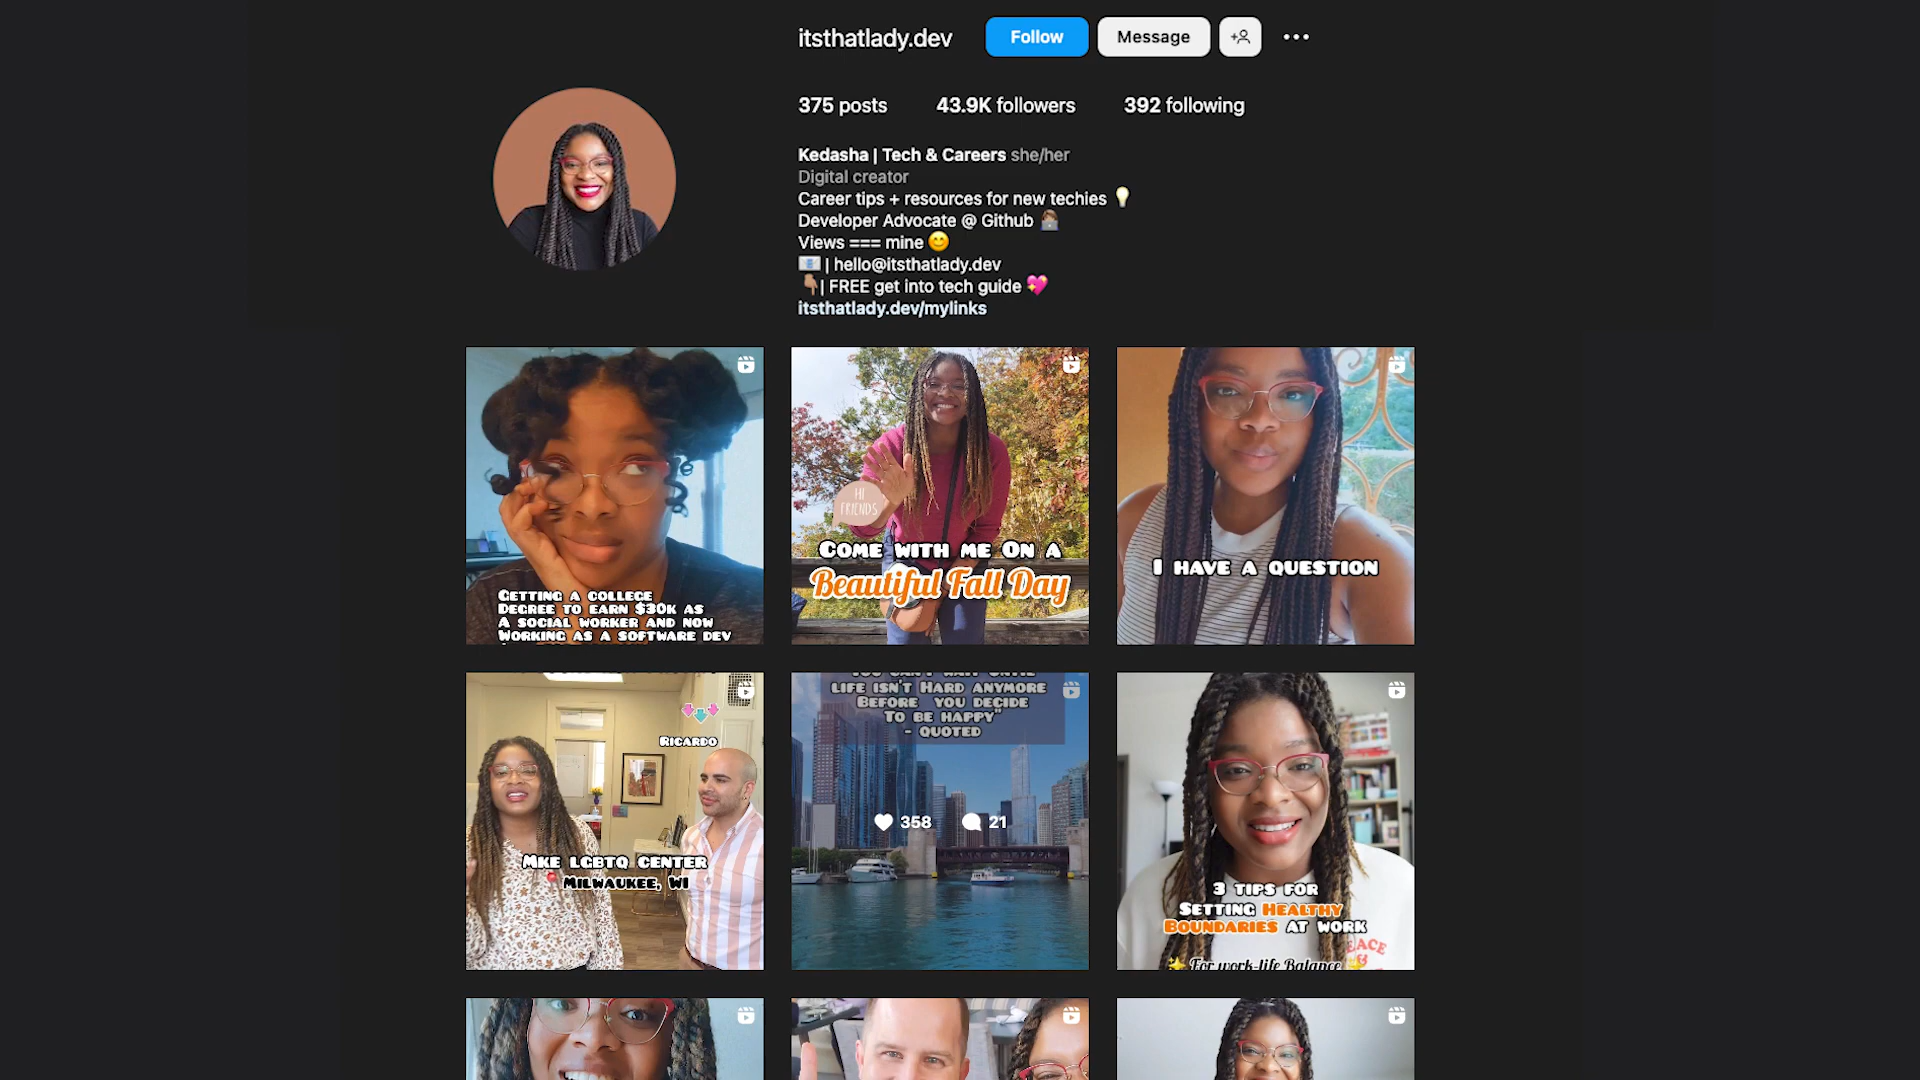 itsthatlady.dev Follow Message
375 posts 43.9K followers 392 following
Kedasha | Tech & Careers she/her
Digital creator
Career tips + resources for new techies
Developer Advocate @ Github
Views === mine
| hello@itsthatlady.dev
| FREE get into tech guide
itsthatlady.dev/mylinks
Getting a college
Degree to earn $30k as
A social worker and now
Working as a software dev
HI
FRIENDS
Come with me On a
Beautiful Fall Day
I have a question
Ricardo
Mke LGBTQ center
Milwaukee, WI
You can't wait until
life isn't Hard anymore
Before you decide
To be happy"
- Quoted
358 21
3 tips for
Setting Healthy
Boundaries at work
For work-life Balance